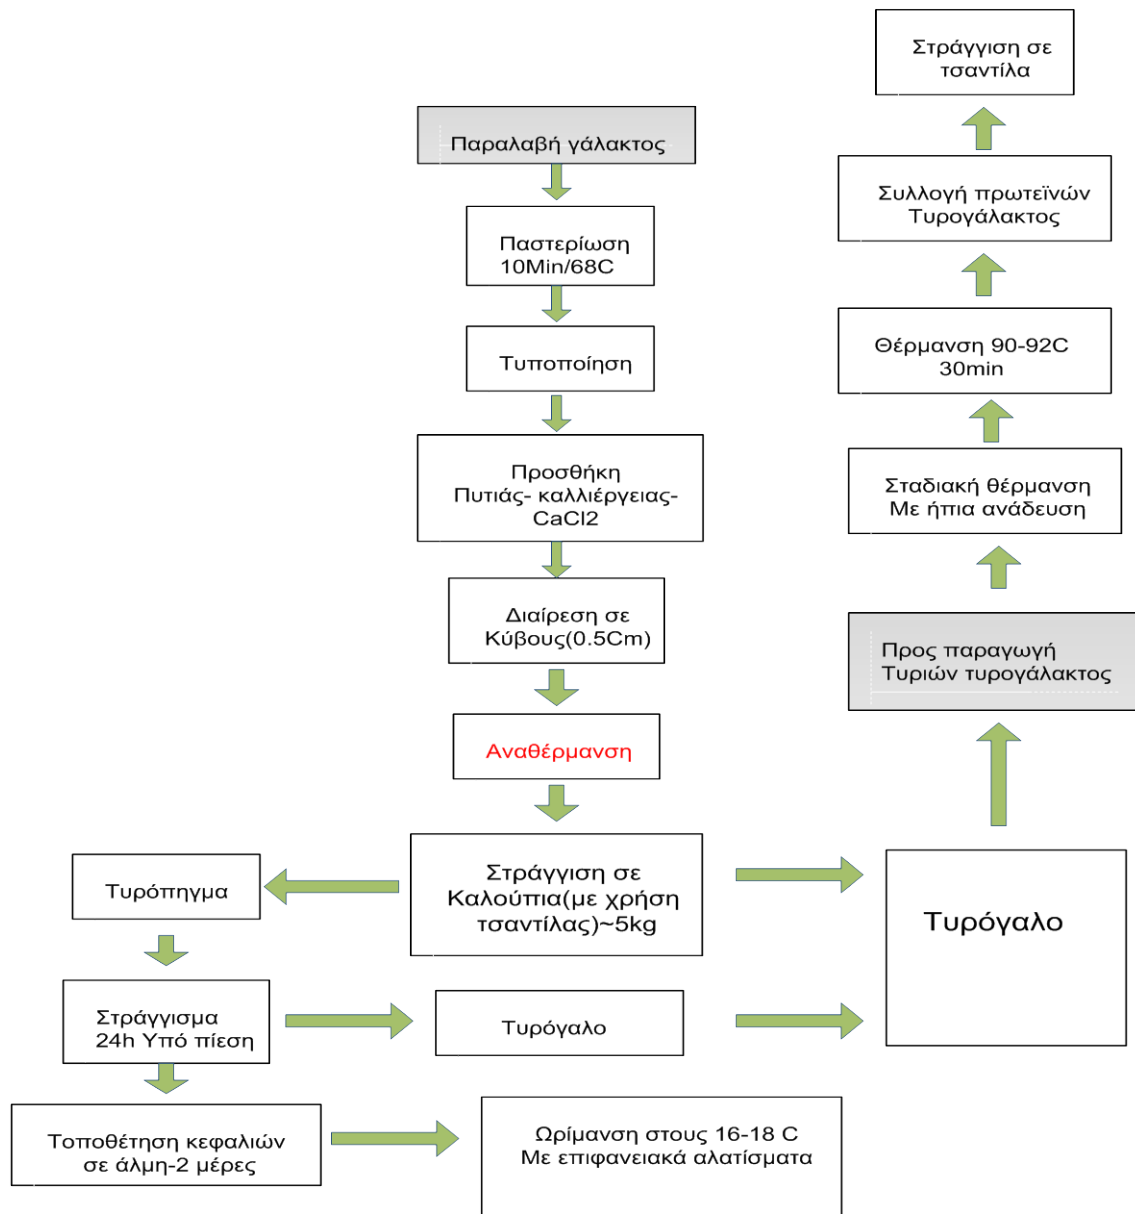 Παραλαβή γάλακτος
Παστερίωση
10Min/68C
Τυποποίηση
Προσθήκη
Πυτιάς- καλλιέργειας-
CaCl2
Διαίρεση σε
Κύβους(0.5Cm)
Αναθέρμανση
Στράγγιση σε
Καλούπια(με χρήση
τσαντίλας)~5kg
Τυρόπηγμα
Στράγγισμα
24h Υπό πίεση
Τυρόγαλο
Τοποθέτηση κεφαλιών
σε άλμη-2 μέρες
Ωρίμανση στους 16-18 C
Με επιφανειακά αλατίσματα
Τυρόγαλο
Προς παραγωγή
Τυριών τυρογάλακτος
Σταδιακή θέρμανση
Με ήπια ανάδευση
Θέρμανση 90-92C
30min
Συλλογή πρωτεϊνών
Τυρογάλακτος
Στράγγιση σε
τσαντίλα